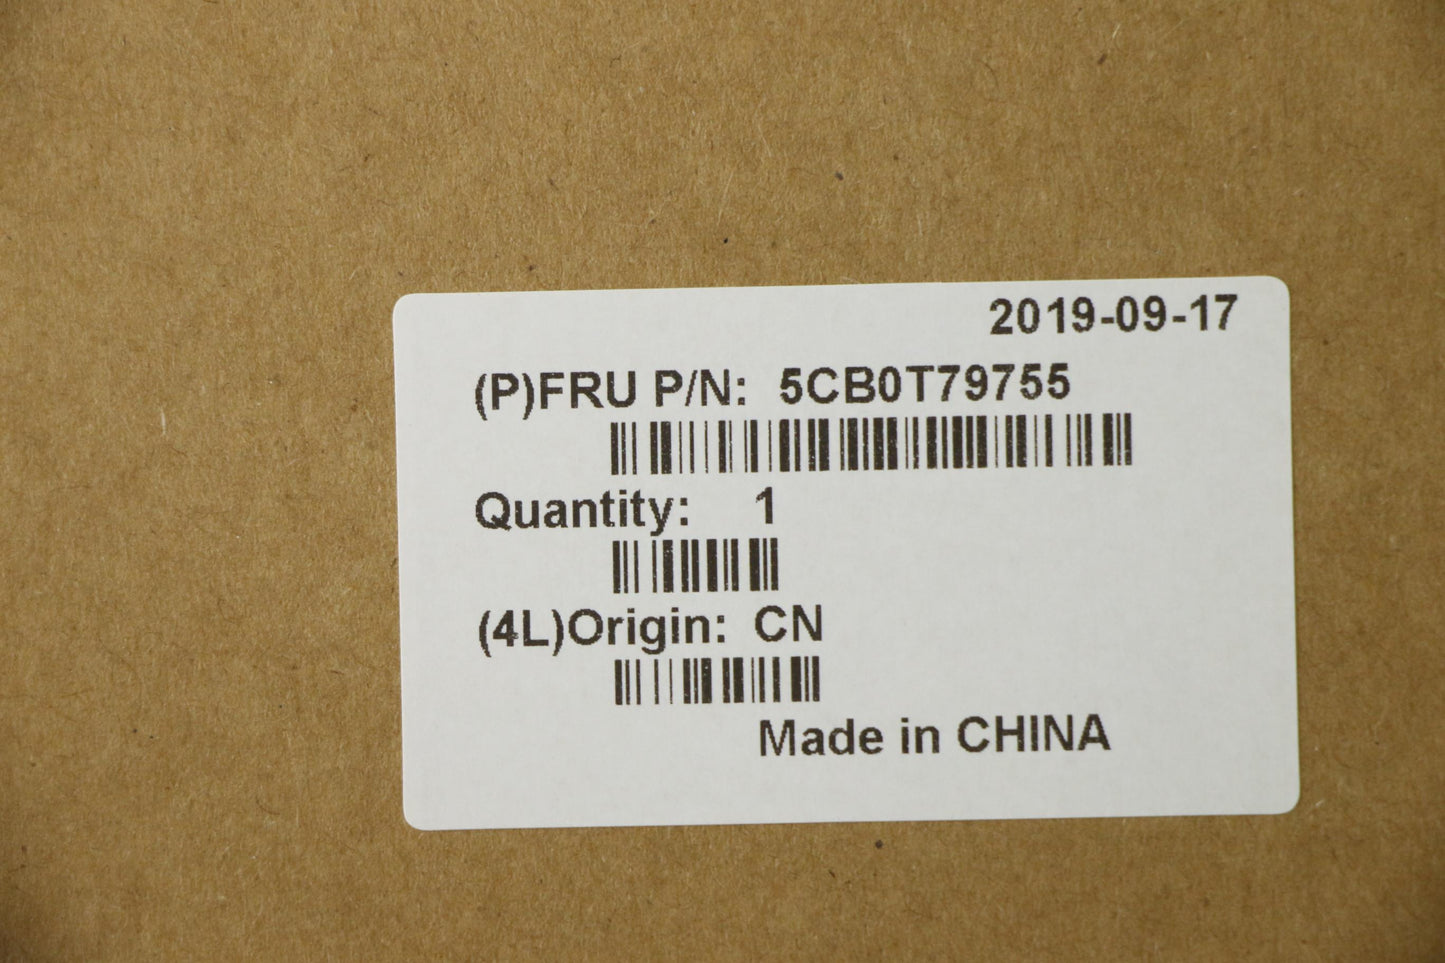 2019-09-17
(P)FRU P/N: 5CB0T79755
Quantity: 1
(4L)Origin: CN
Made in CHINA